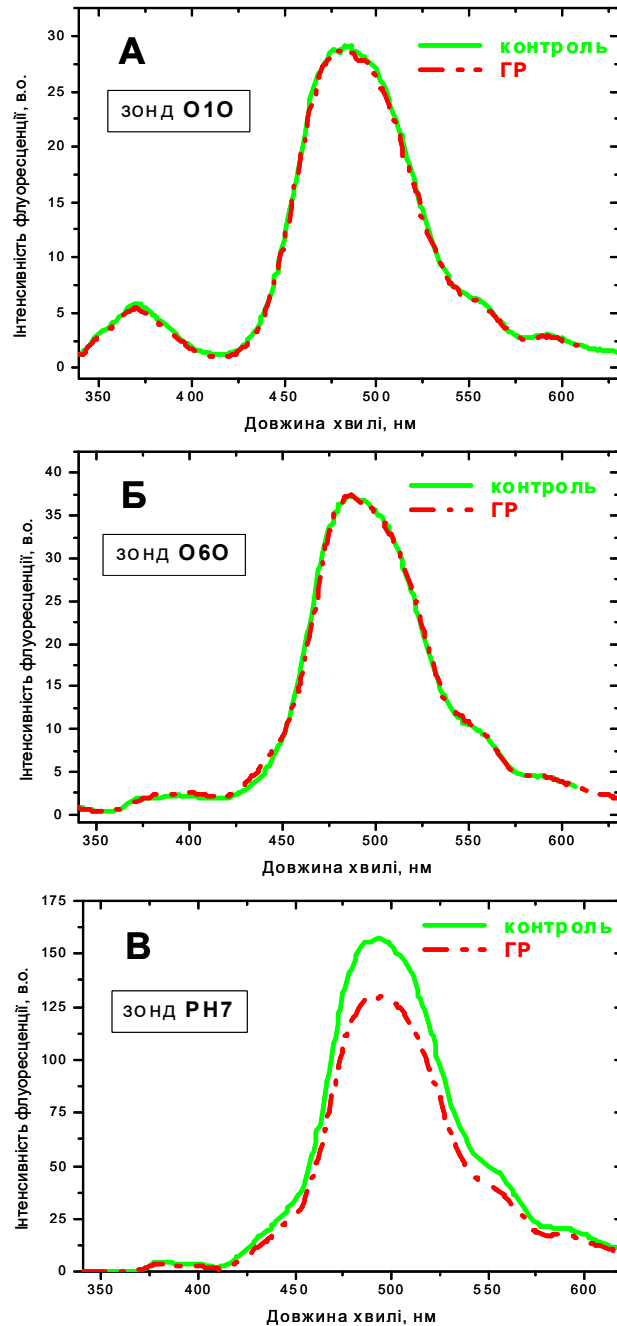 А
контроль
ГР
зонд О1О
Інтенсивність флуоресценції, в.о.
30
25
20
15
10
5
0
350 400 450 500 550 600
Довжина хвилі, нм
Б
контроль
ГР
зонд О6О
Інтенсивність флуоресценції, в.о.
40
35
30
25
20
15
10
5
0
350 400 450 500 550 600
Довжина хвилі, нм
В
контроль
ГР
зонд РН7
Інтенсивність флуоресценції, в.о.
175
150
125
100
75
50
25
0
350 400 450 500 550 600
Довжина хвилі, нм